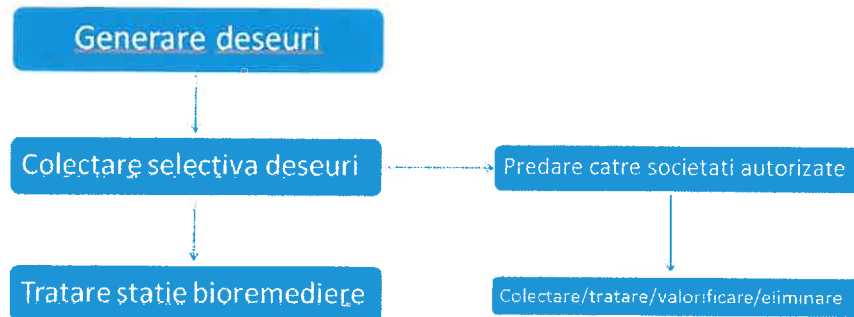 Generare deseuri
Colectare selectiva deseuri
Predare catre societati autorizate
Tratare statie bioremediere
Colectare/tratare/valorificare/eliminare